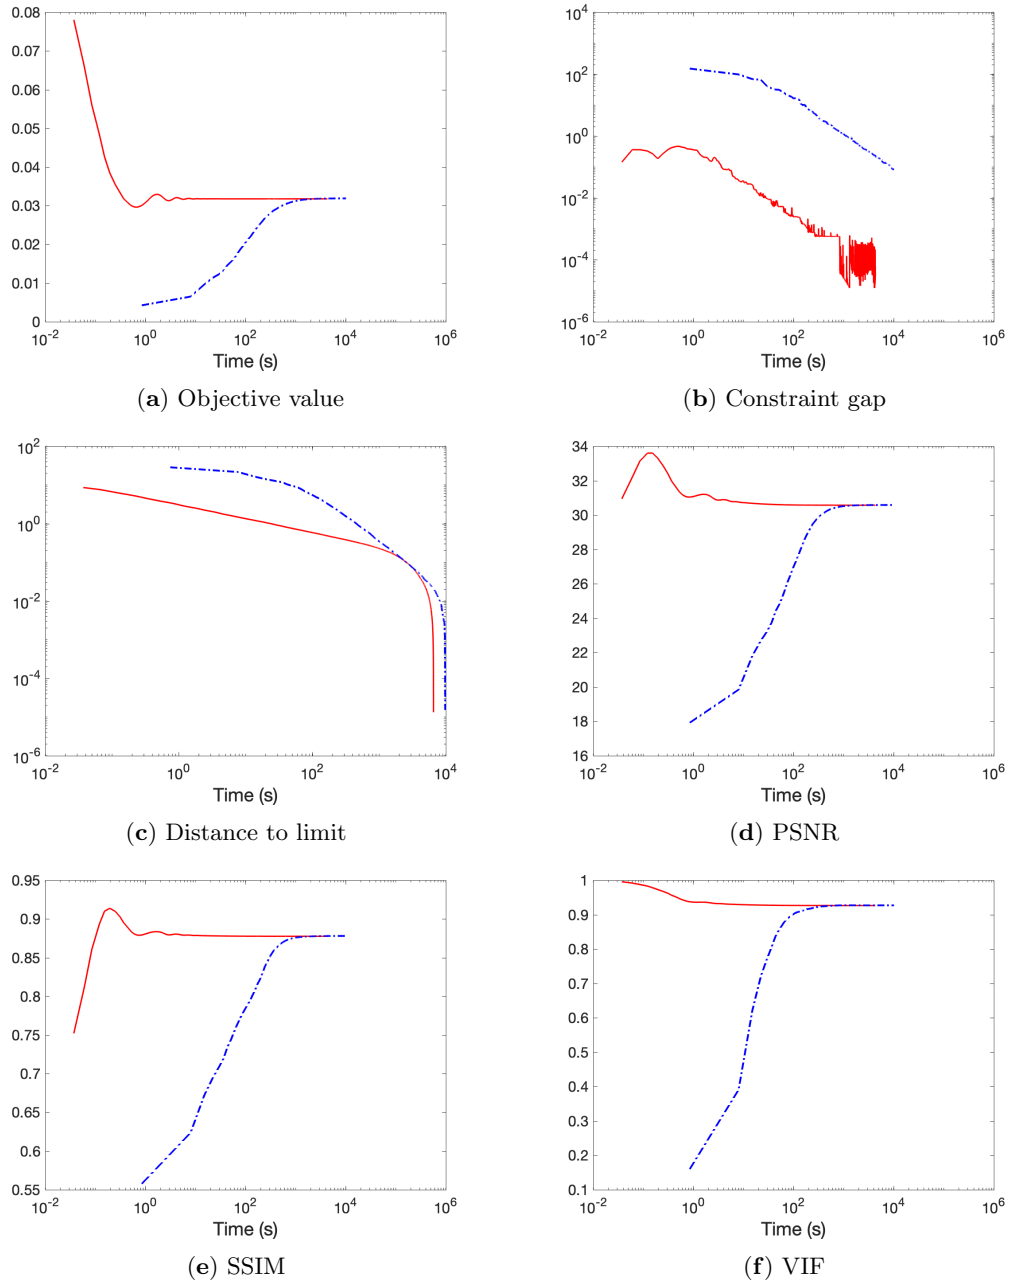 0.08
0.07
0.06
0.05
0.04
0.03
0.02
0.01
0
10^-2 10^0 10^2 10^4 10^6
Time (s)
(a) Objective value
10^4
10^2
10^0
10^-2
10^-4
10^-6
10^-2 10^0 10^2 10^4 10^6
Time (s)
(b) Constraint gap
10^2
10^0
10^-2
10^-4
10^-6
10^-2 10^0 10^2 10^4
Time (s)
(c) Distance to limit
34
32
30
28
26
24
22
20
18
16
10^-2 10^0 10^2 10^4 10^6
Time (s)
(d) PSNR
0.95
0.9
0.85
0.8
0.75
0.7
0.65
0.6
0.55
10^-2 10^0 10^2 10^4 10^6
Time (s)
(e) SSIM
1
0.9
0.8
0.7
0.6
0.5
0.4
0.3
0.2
0.1
10^-2 10^0 10^2 10^4 10^6
Time (s)
(f) VIF